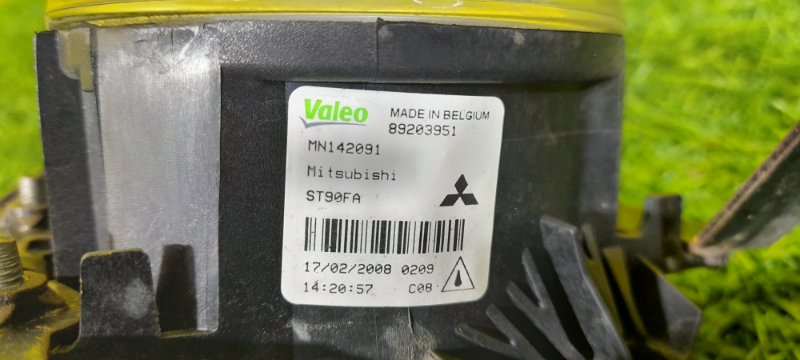 Valeo MADE IN BELGIUM
89203951
MN142091
Mitsubishi
ST90FA
17/02/2008 0209
14:20:57 C08